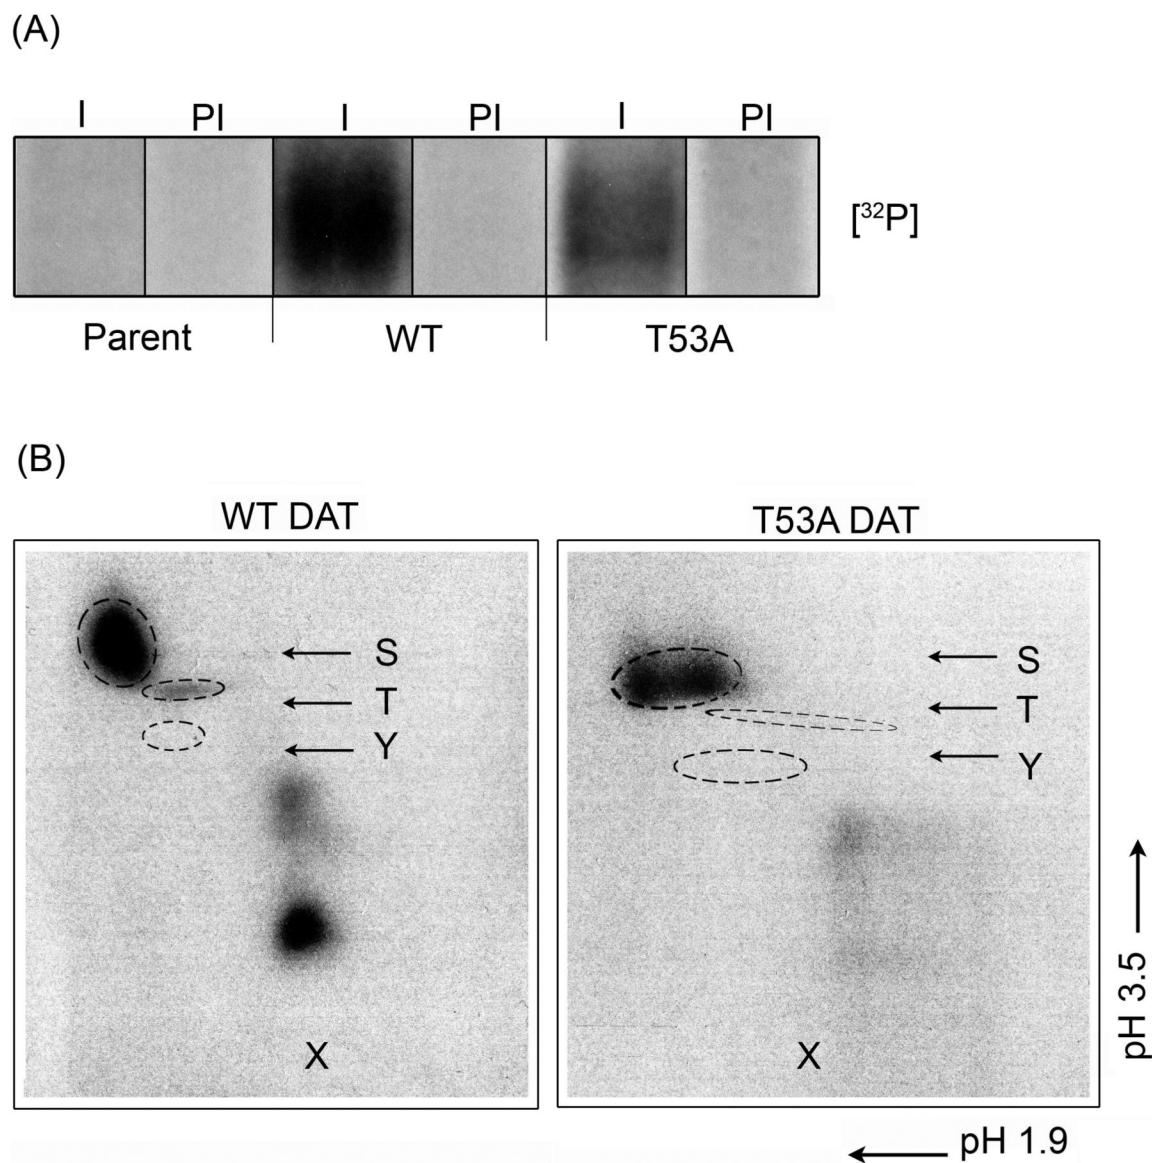 (A)
I PI I PI I PI
[³²P]
Parent WT T53A
(B)
WT DAT T53A DAT
S S
T T
Y Y
X X
pH 3.5
pH 1.9